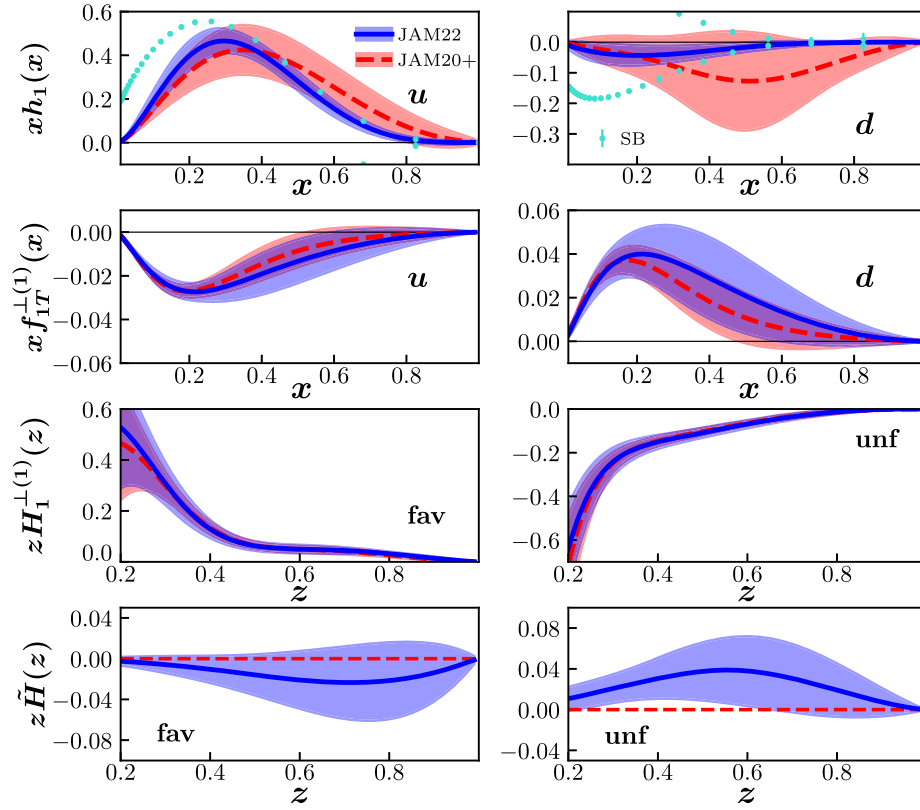 0.6
0.4
0.2
0.0
xh₁(x)
JAM22
JAM20+
u
0.2 0.4 0.6 0.8
x
0.0
−0.1
−0.2
−0.3
SB
d
0.2 0.4 0.6 0.8
x
0.00
−0.02
−0.04
−0.06
xf₁T⊥(1)(x)
u
0.2 0.4 0.6 0.8
x
0.06
0.04
0.02
0.00
d
0.2 0.4 0.6 0.8
x
0.6
0.4
0.2
0.0
zH₁⊥(1)(z)
fav
0.2 0.4 0.6 0.8
z
0.0
−0.2
−0.4
−0.6
unf
0.2 0.4 0.6 0.8
z
0.04
0.00
−0.04
−0.08
zH̃(z)
fav
0.2 0.4 0.6 0.8
z
0.08
0.04
0.00
−0.04
unf
0.2 0.4 0.6 0.8
z